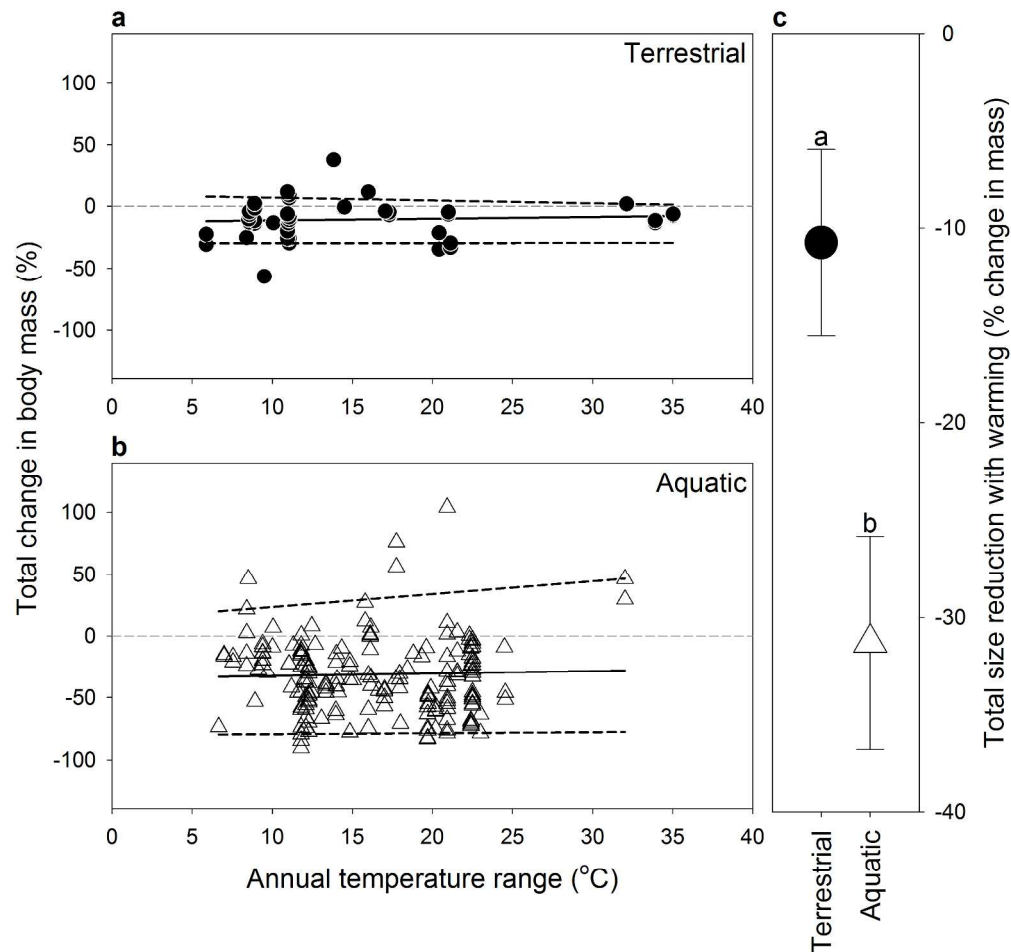 a
Terrestrial
100
50
0
-50
-100
0 5 10 15 20 25 30 35 40
b
Aquatic
100
50
0
-50
-100
0 5 10 15 20 25 30 35 40
Annual temperature range (°C)
Total change in body mass (%)
c
a
b
0
-10
-20
-30
-40
Terrestrial
Aquatic
Total size reduction with warming (% change in mass)